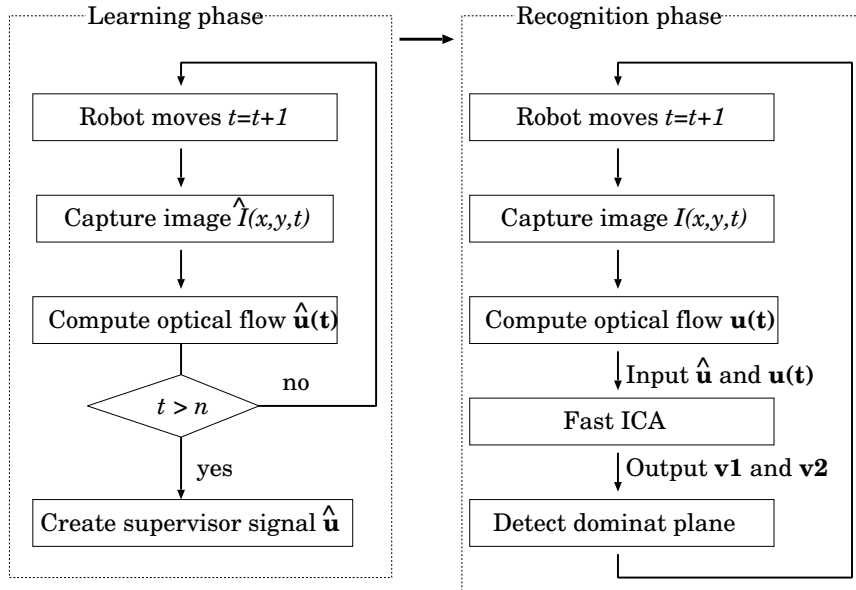 Learning phase
Robot moves t=t+1
Capture image Î(x,y,t)
Compute optical flow û(t)
t > n
no
yes
Create supervisor signal û
Recognition phase
Robot moves t=t+1
Capture image I(x,y,t)
Compute optical flow u(t)
Input û and u(t)
Fast ICA
Output v1 and v2
Detect dominat plane